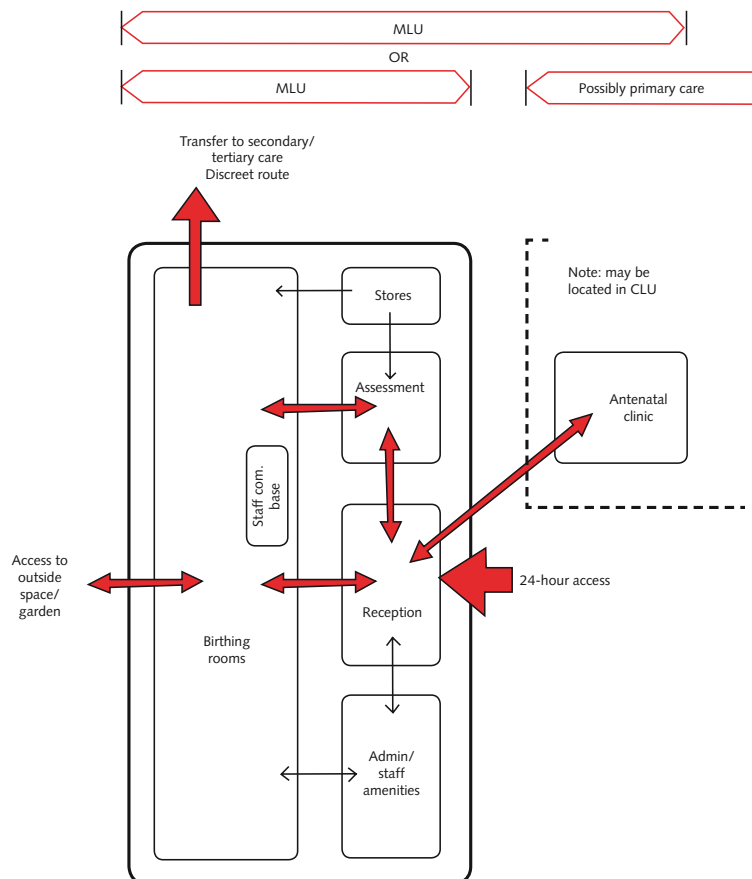 MLU
OR
MLU
Possibly primary care
Transfer to secondary/
tertiary care
Discreet route
Note: may be
located in CLU
Stores
Assessment
Antenatal
clinic
Staff com.
base
Access to
outside
space/
garden
24-hour access
Reception
Birthing
rooms
Admin/
staff
amenities